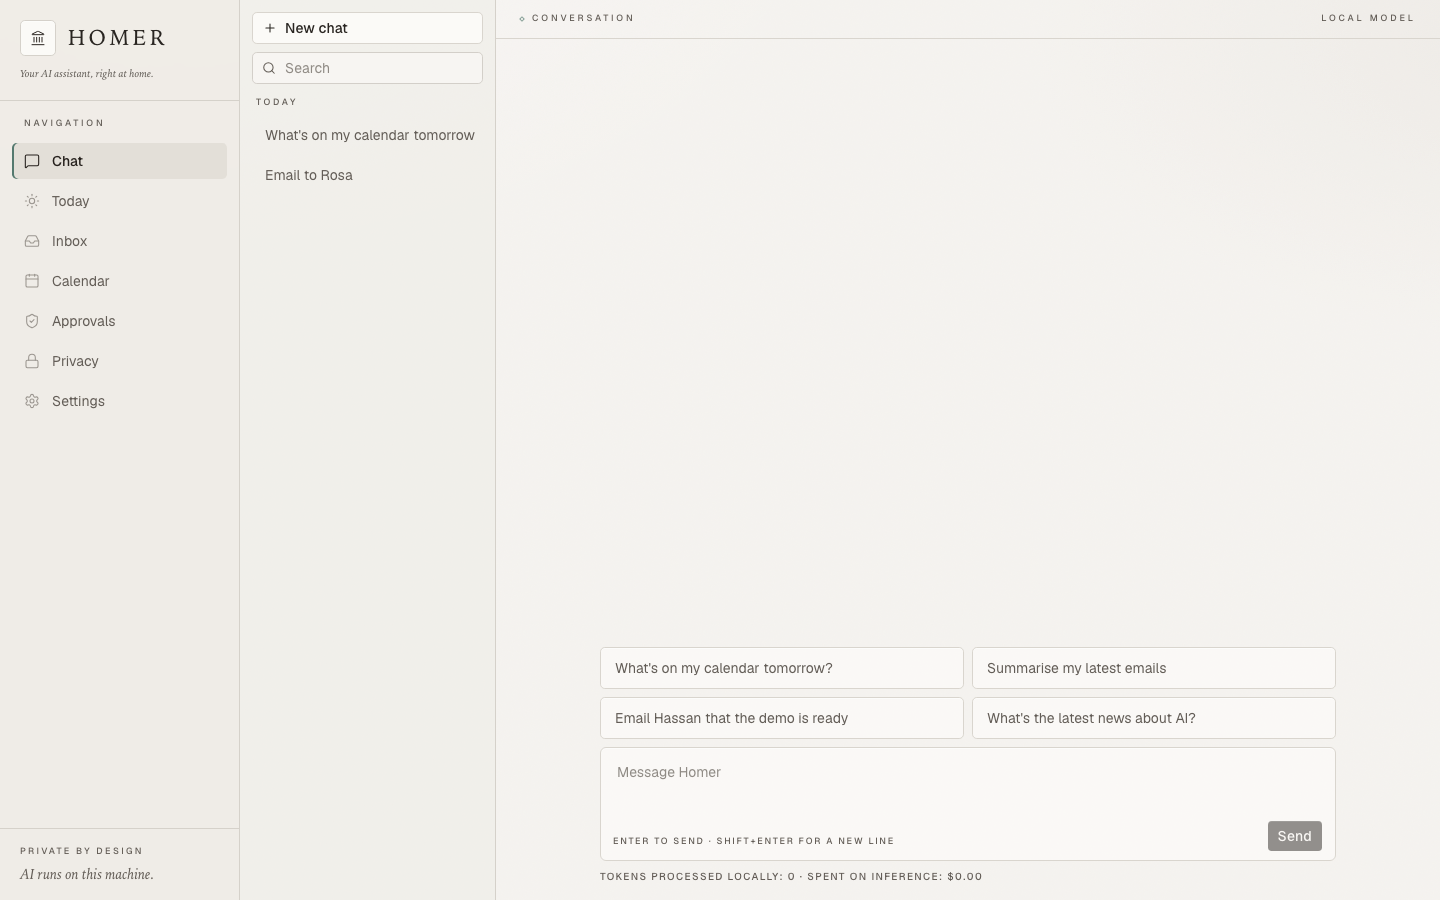 HOMER
Your AI assistant, right at home.
NAVIGATION
Chat
Today
Inbox
Calendar
Approvals
Privacy
Settings
PRIVATE BY DESIGN
AI runs on this machine.
New chat
Search
TODAY
What's on my calendar tomorrow
Email to Rosa
CONVERSATION
LOCAL MODEL
What's on my calendar tomorrow?
Summarise my latest emails
Email Hassan that the demo is ready
What's the latest news about AI?
Message Homer
ENTER TO SEND · SHIFT+ENTER FOR A NEW LINE
Send
TOKENS PROCESSED LOCALLY: 0 · SPENT ON INFERENCE: $0.00